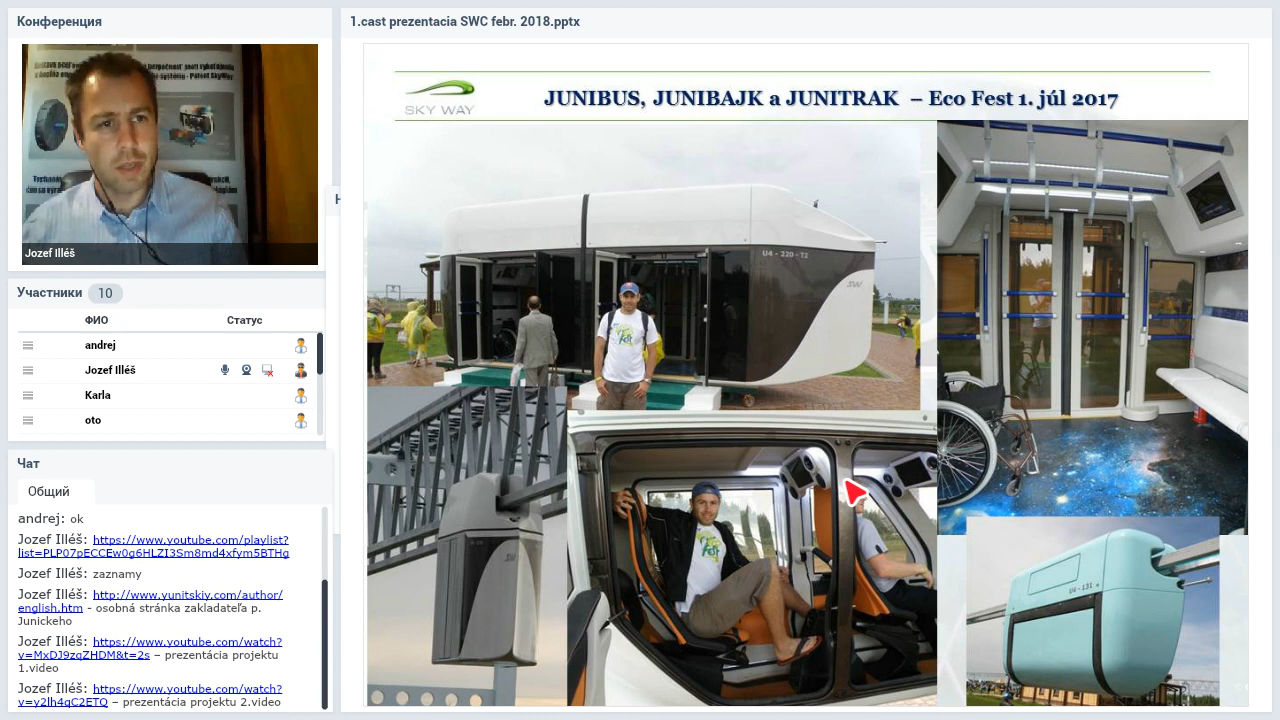 Конференция
Jozef Illéš
Участники 10
ФИО Статус
andrej
Jozef Illéš
Karla
oto
Чат
Общий
andrej: ok
Jozef Illéš: https://www.youtube.com/playlist?
list=PLP07pECCEw0g6HLZI3Sm8md4xfym5BTHg
Jozef Illéš: zaznamy
Jozef Illéš: http://www.yunitskiy.com/author/
english.htm - osobná stránka zakladateľa p.
Junickeho
Jozef Illéš: https://www.youtube.com/watch?
v=MxDJ9zqZHDM&t=2s – prezentácia projektu
1.video
Jozef Illéš: https://www.youtube.com/watch?
v=y2lh4qC2ETQ – prezentácia projektu 2.video
Н
1.cast prezentacia SWC febr. 2018.pptx
SKY WAY
JUNIBUS, JUNIBAJK a JUNITRAK – Eco Fest 1. júl 2017
U4 - 220 - T2
SW
SW
U4 - 131